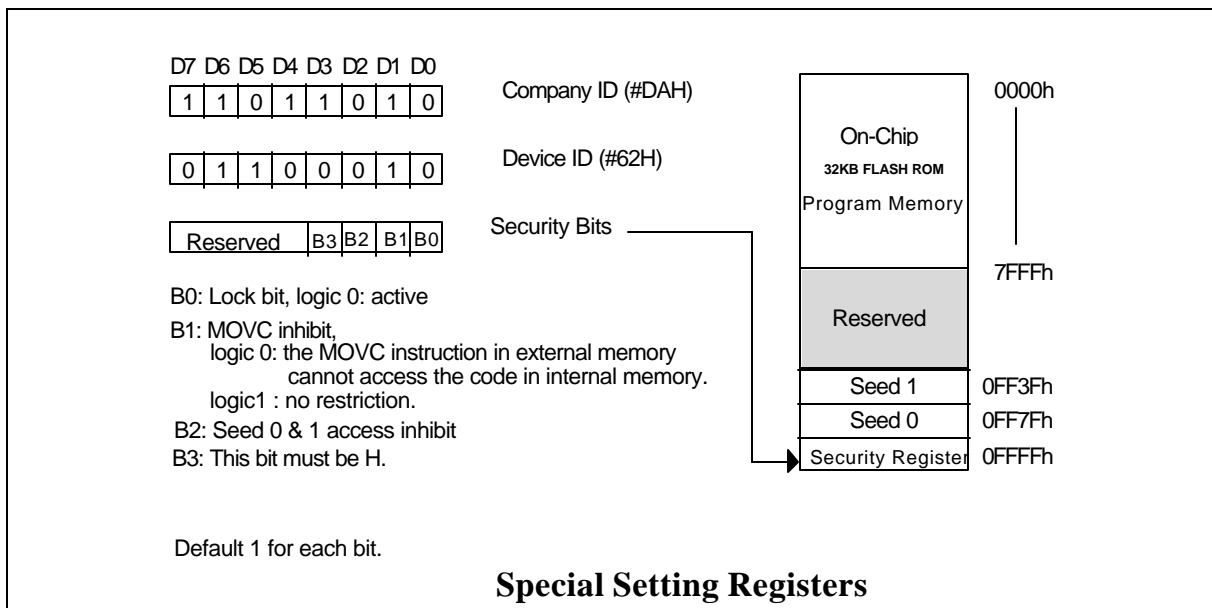 D7 D6 D5 D4 D3 D2 D1 D0
1 1 0 1 1 0 1 0
Company ID (#DAH)
0 1 1 0 0 0 1 0
Device ID (#62H)
Reserved B3 B2 B1 B0
Security Bits
B0: Lock bit, logic 0: active
B1: MOVC inhibit,
logic 0: the MOVC instruction in external memory
cannot access the code in internal memory.
logic1 : no restriction.
B2: Seed 0 & 1 access inhibit
B3: This bit must be H.
Default 1 for each bit.
On-Chip
32KB FLASH ROM
Program Memory
0000h
7FFFh
Reserved
Seed 1 0FF3Fh
Seed 0 0FF7Fh
Security Register 0FFFFh
Special Setting Registers